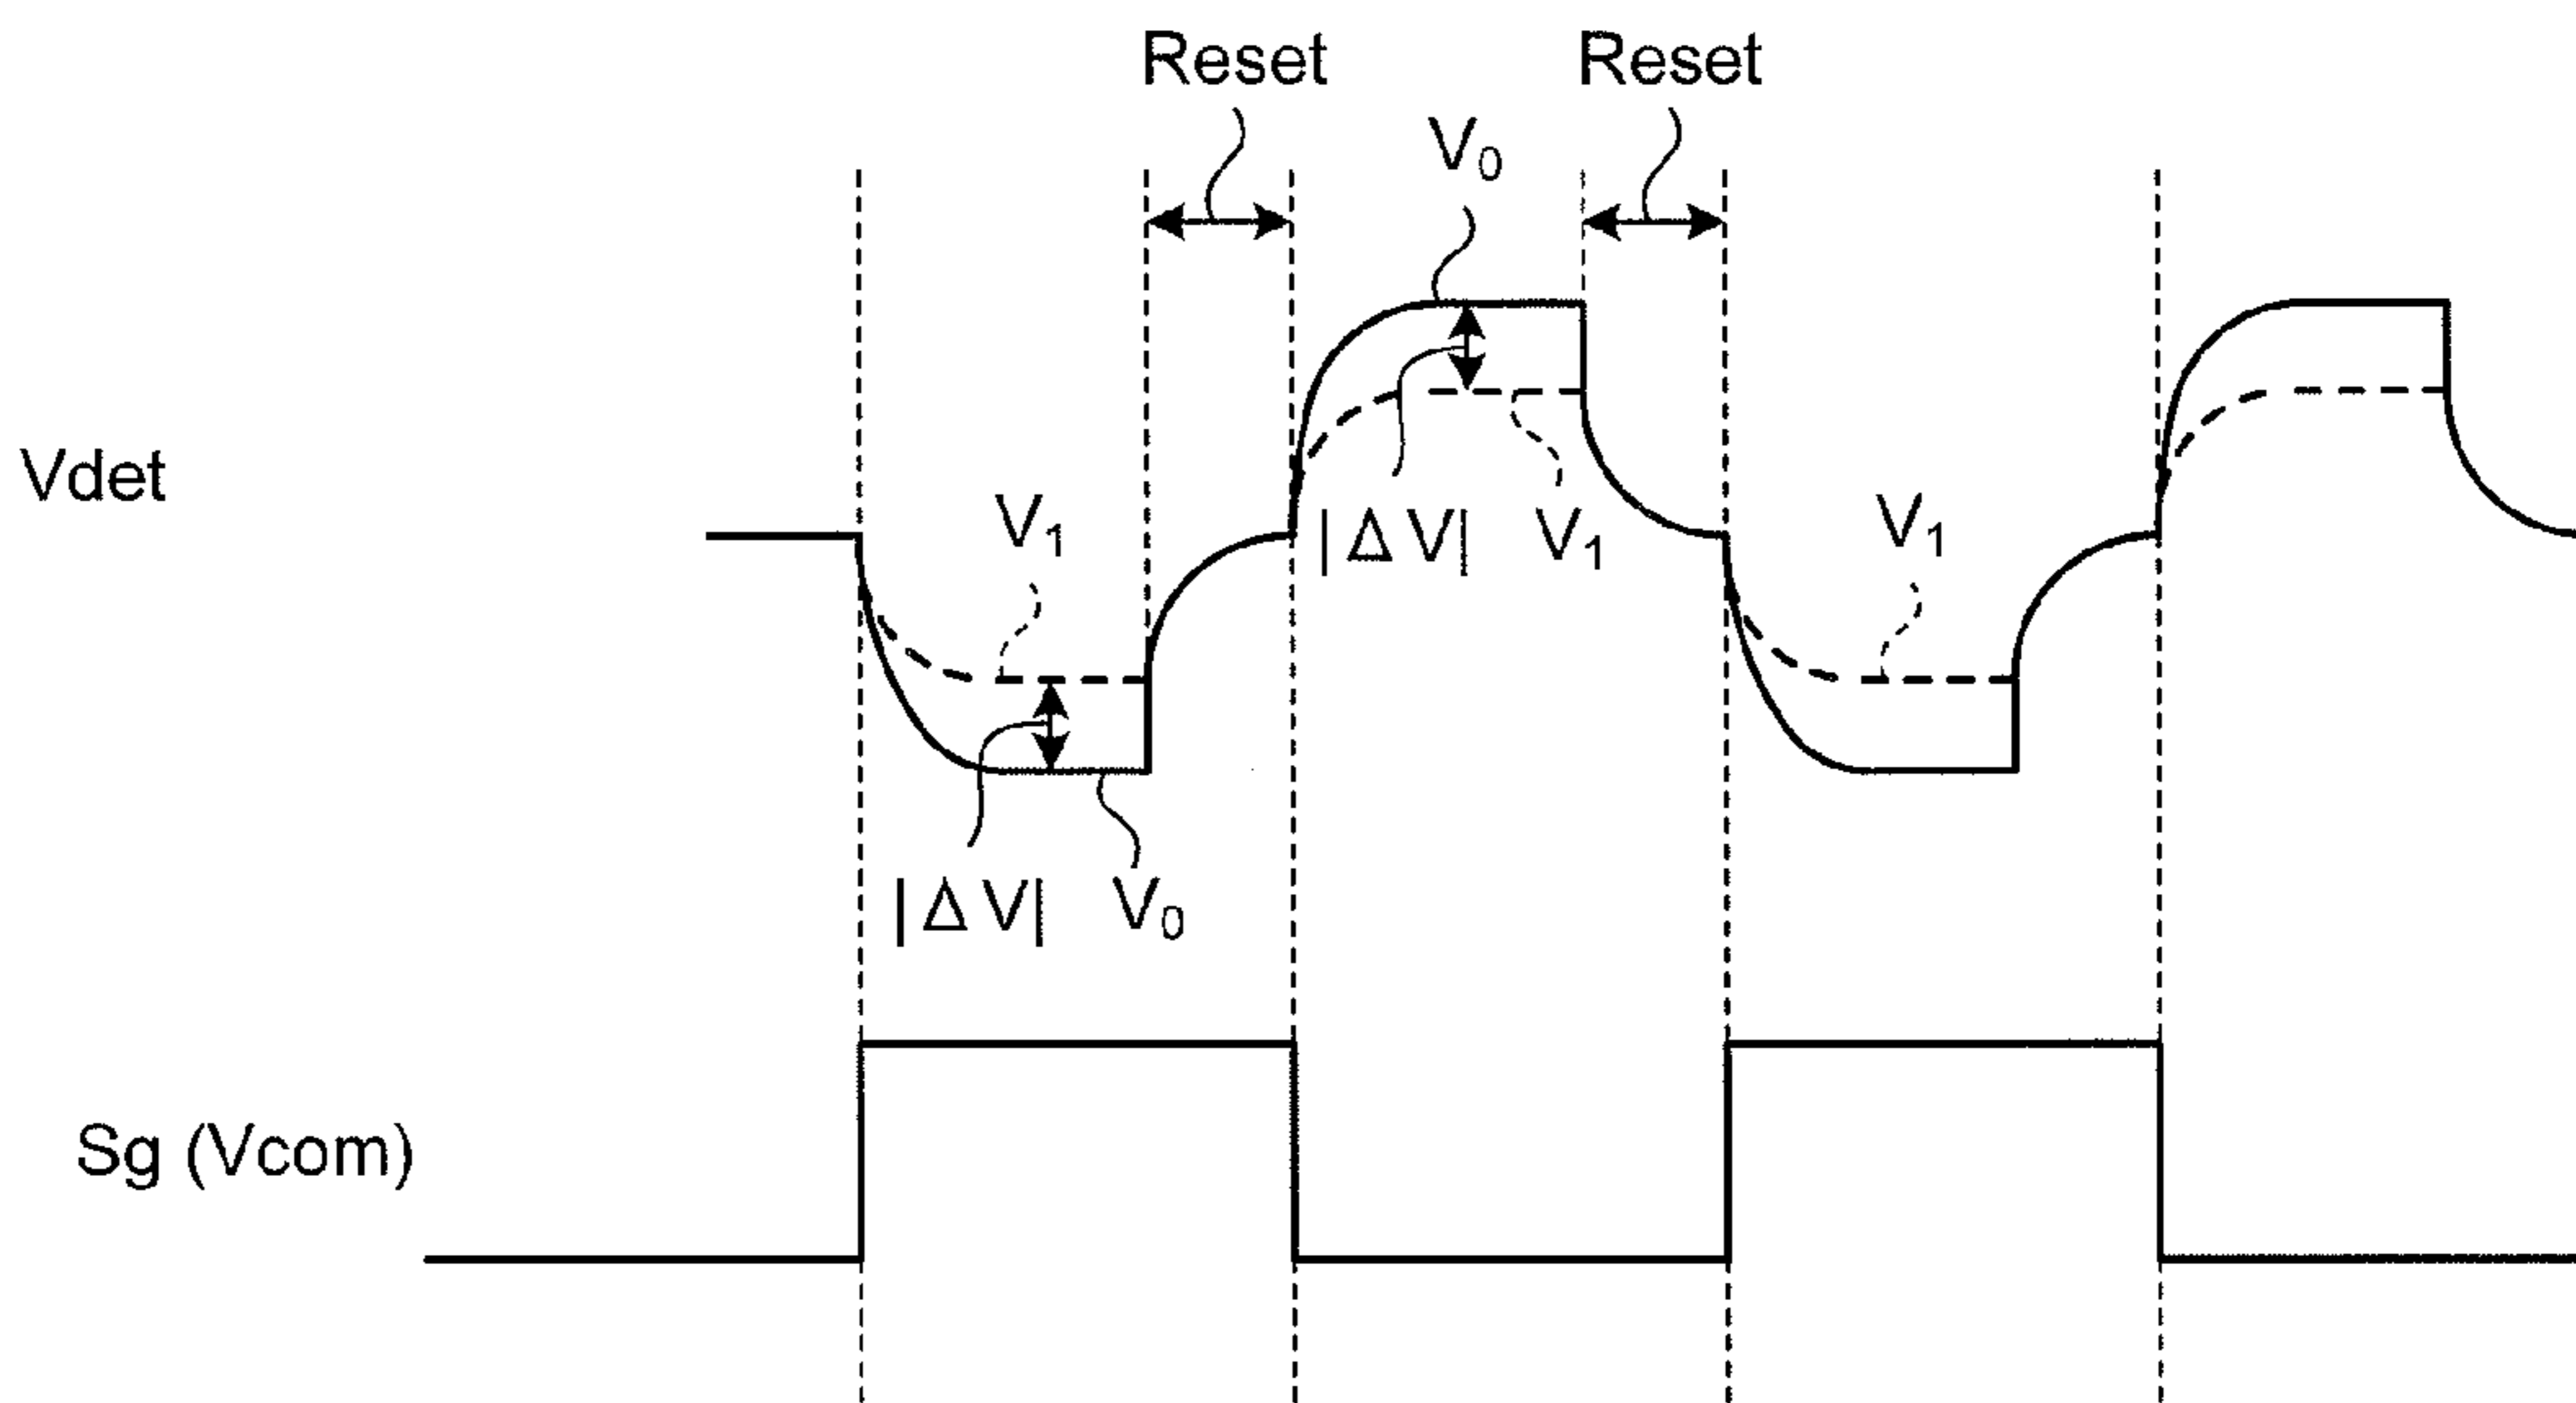 Reset Reset
V₀
Vdet
V₁ |ΔV| V₁ V₁
|ΔV| V₀
Sg (Vcom)